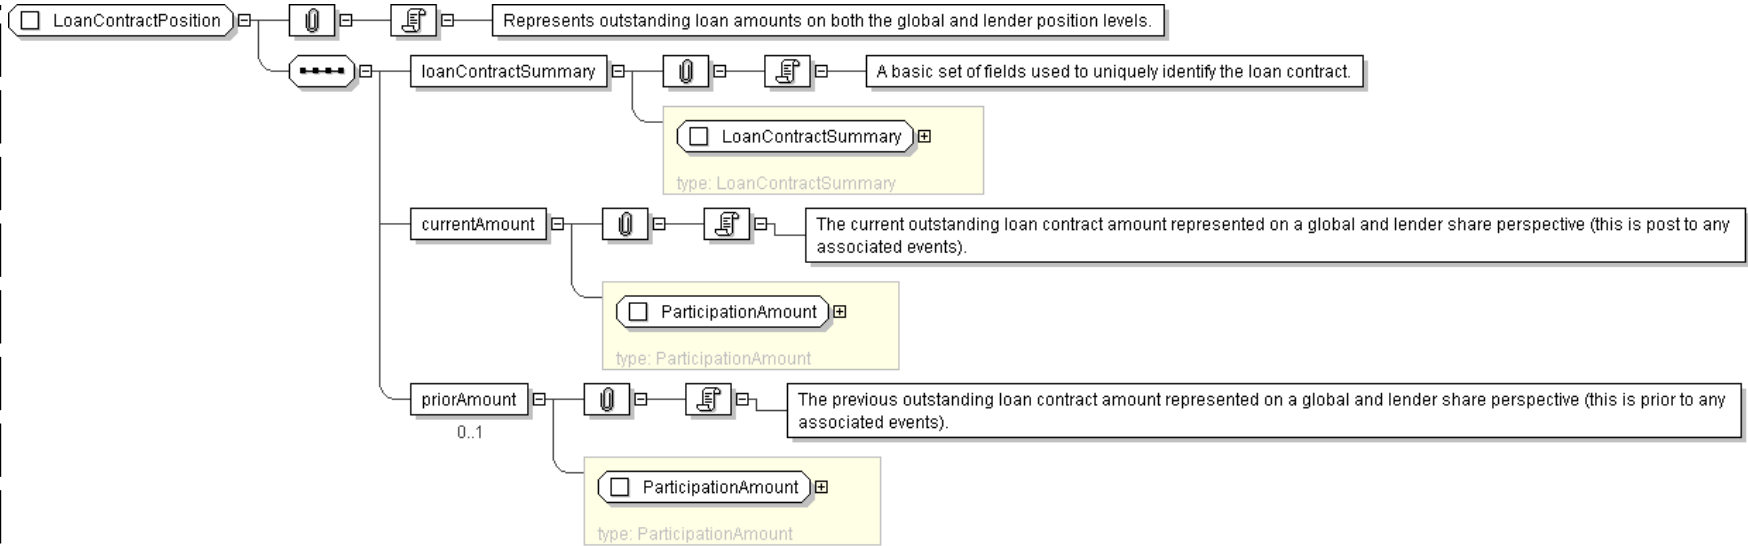 LoanContractPosition
Represents outstanding loan amounts on both the global and lender position levels.
loanContractSummary
A basic set of fields used to uniquely identify the loan contract.
LoanContractSummary
type: LoanContractSummary
currentAmount
The current outstanding loan contract amount represented on a global and lender share perspective (this is post to any
associated events).
ParticipationAmount
type: ParticipationAmount
priorAmount
0..1
The previous outstanding loan contract amount represented on a global and lender share perspective (this is prior to any
associated events).
ParticipationAmount
type: ParticipationAmount